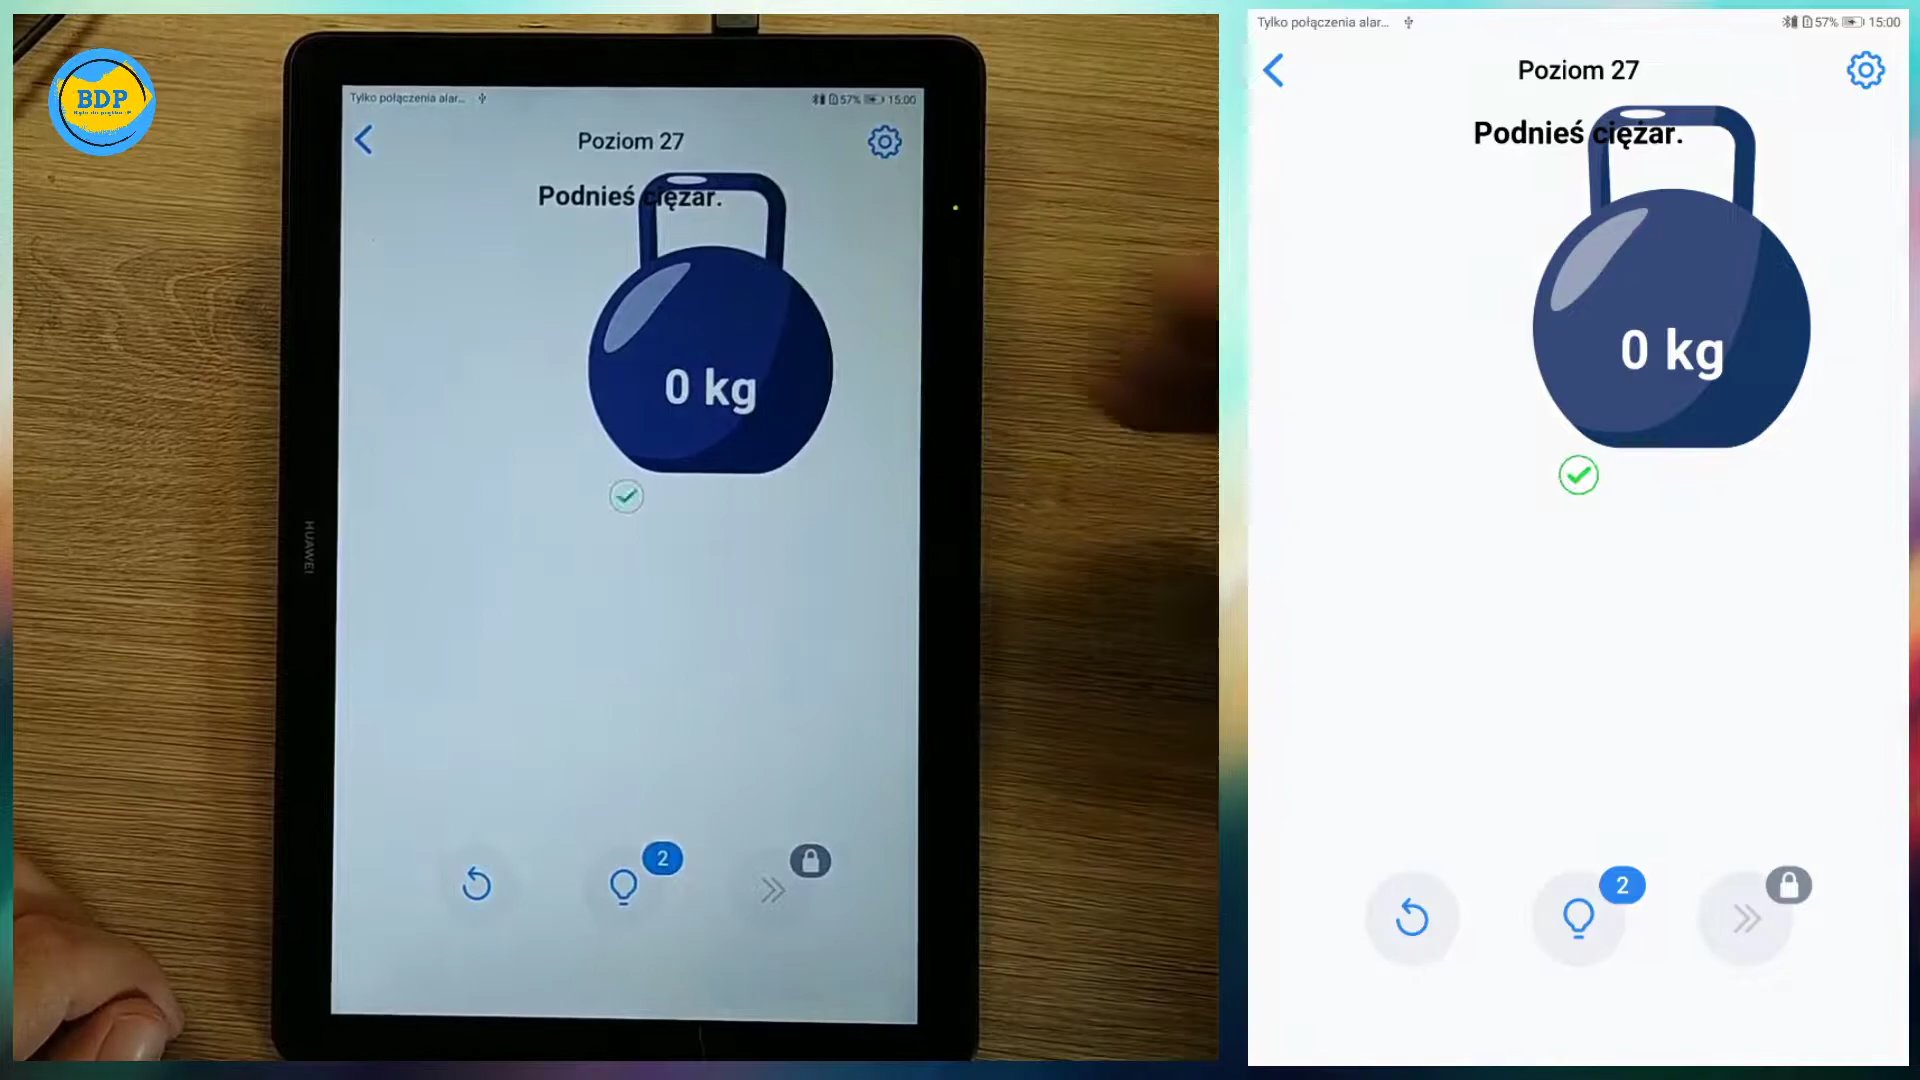 BDP
Tylko połączenia alar...
57%
15:00
Poziom 27
Podnieś ciężar.
0 kg
2
HUAWEI
Tylko połączenia alar...
57%
15:00
Poziom 27
Podnieś ciężar.
0 kg
2